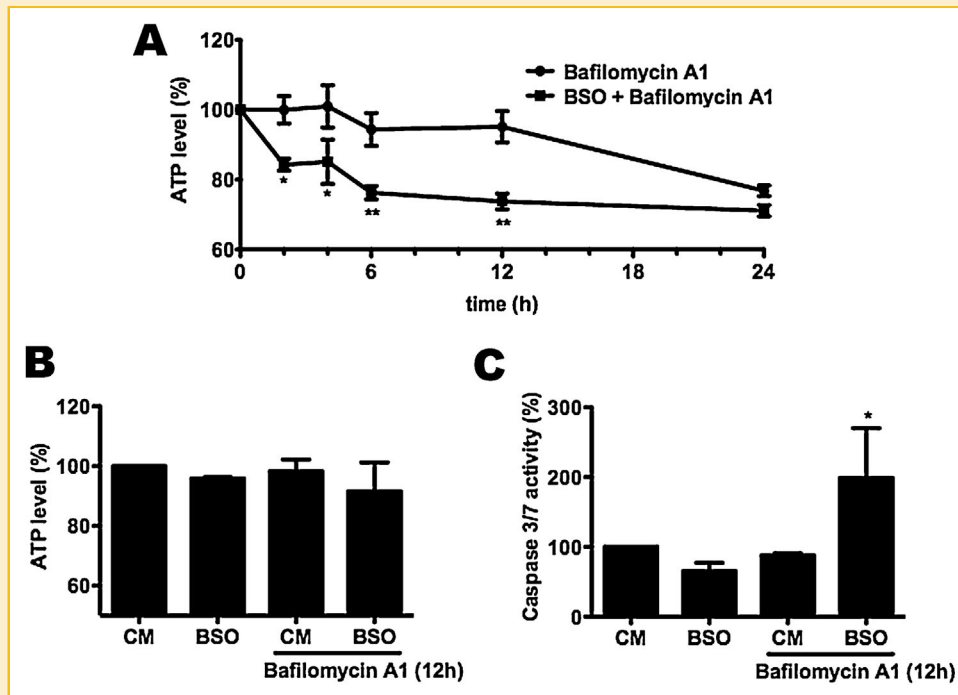 A
120
100
80
60
ATP level (%)
Bafilomycin A1
BSO + Bafilomycin A1
*
*
**
**
0
6
12
18
24
time (h)
B
120
100
80
60
ATP level (%)
CM
BSO
CM
BSO
Bafilomycin A1 (12h)
C
300
200
100
0
Caspase 3/7 activity (%)
*
CM
BSO
CM
BSO
Bafilomycin A1 (12h)